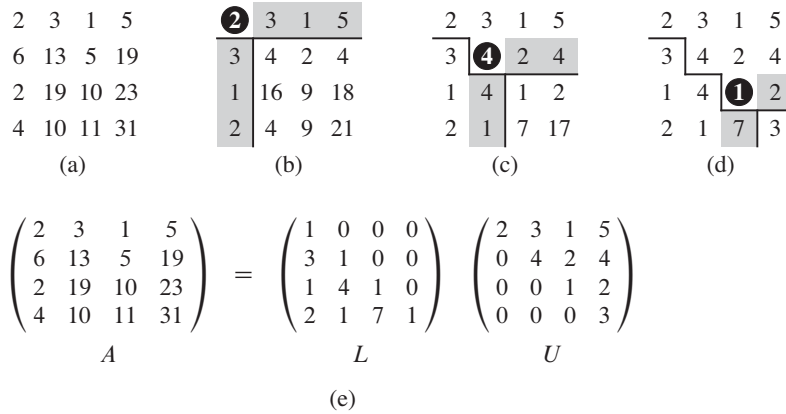 2 3 1 5
6 13 5 19
2 19 10 23
4 10 11 31
(a)
2 3 1 5
3 4 2 4
1 16 9 18
2 4 9 21
(b)
2 3 1 5
3 4 2 4
1 4 1 2
2 1 7 17
(c)
2 3 1 5
3 4 2 4
1 4 1 2
2 1 7 3
(d)
( 2 3 1 5 ) ( 1 0 0 0 ) ( 2 3 1 5 )
( 6 13 5 19 ) = ( 3 1 0 0 ) ( 0 4 2 4 )
( 2 19 10 23 ) ( 1 4 1 0 ) ( 0 0 1 2 )
( 4 10 11 31 ) ( 2 1 7 1 ) ( 0 0 0 3 )
A L U
(e)